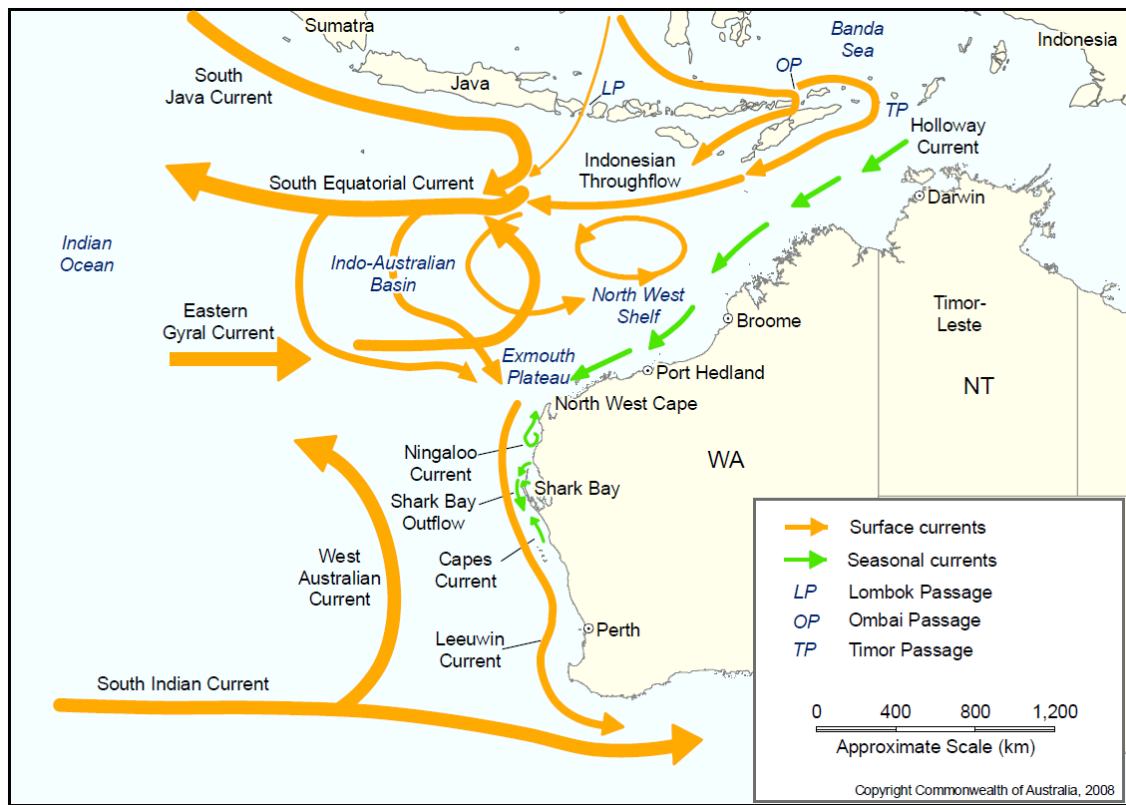 Sumatra
Banda
Sea
Indonesia
South
Java Current
Java
LP
OP
TP
Holloway
Current
Indonesian
Throughflow
South Equatorial Current
Darwin
Indian
Ocean
Indo-Australian
Basin
North West
Shelf
Eastern
Gyral Current
Broome
Timor-
Leste
Exmouth
Plateau
Port Hedland
NT
North West Cape
Ningaloo
Current
WA
Shark Bay
Shark Bay
Outflow
Capes
Current
West
Australian
Current
Perth
Leeuwin
Current
South Indian Current
Surface currents
Seasonal currents
LP Lombok Passage
OP Ombai Passage
TP Timor Passage
0 400 800 1,200
Approximate Scale (km)
Copyright Commonwealth of Australia, 2008